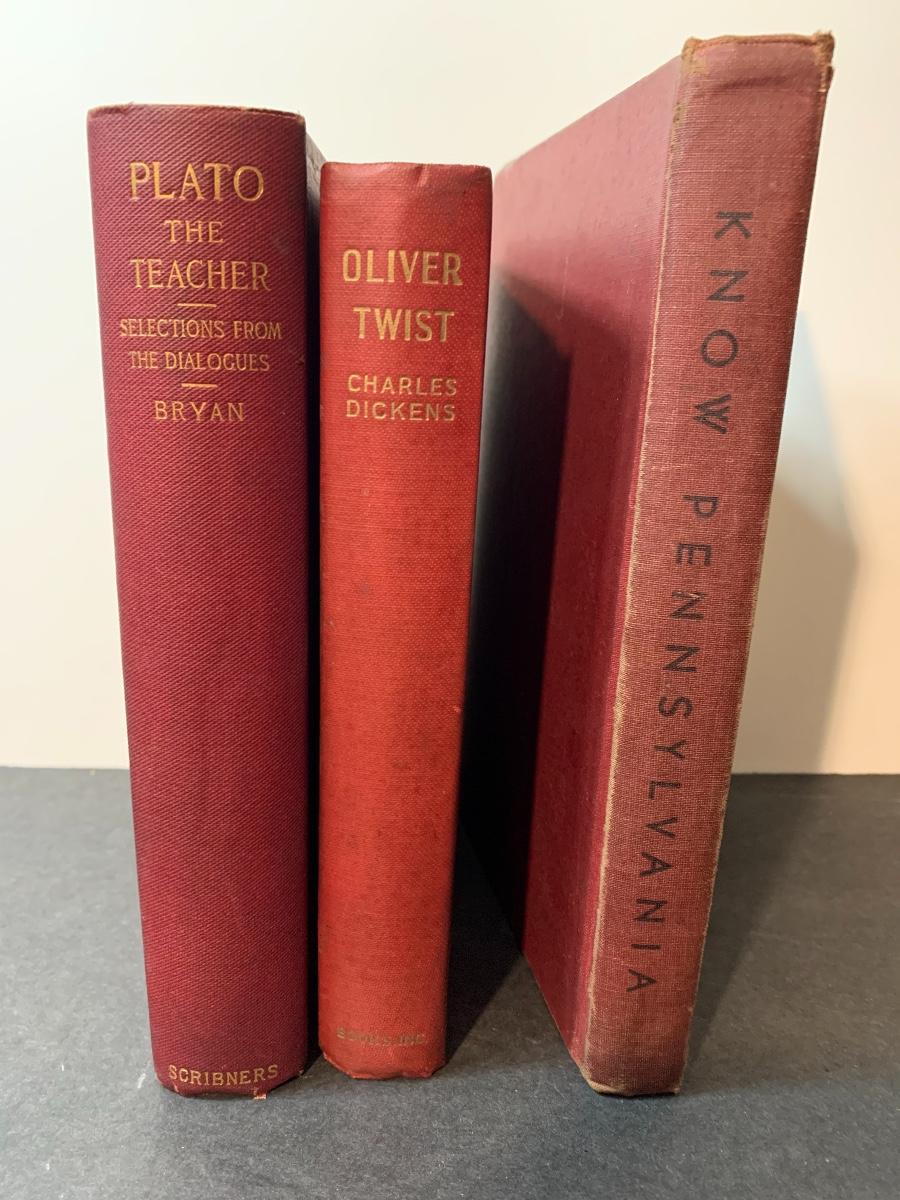 PLATO
THE
TEACHER
SELECTIONS FROM
THE DIALOGUES
BRYAN
SCRIBNERS
OLIVER
TWIST
CHARLES
DICKENS
BOOKS, INC
KNOW PENNSYLVANIA